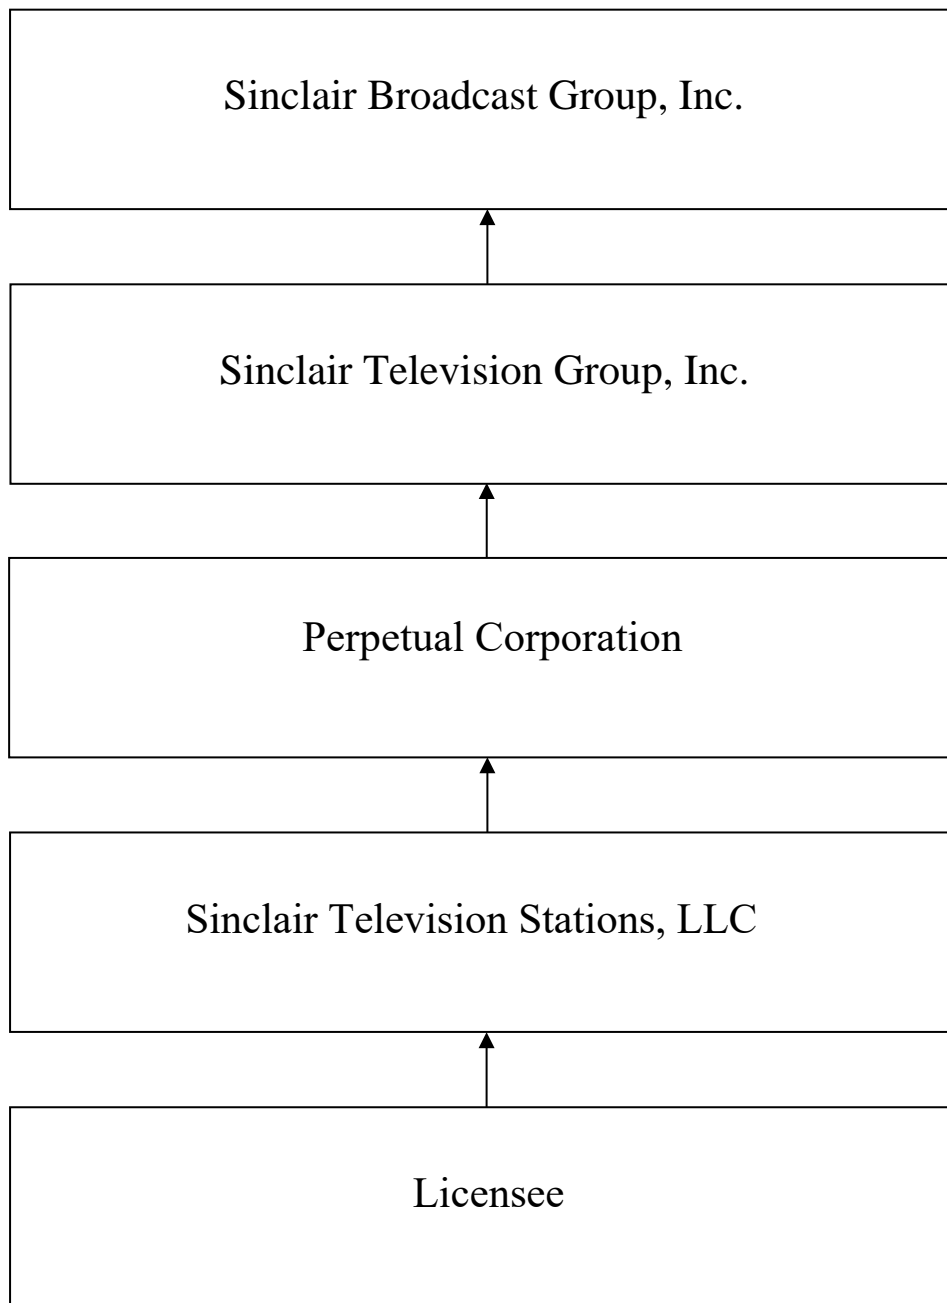 Sinclair Broadcast Group, Inc.
Sinclair Television Group, Inc.
Perpetual Corporation
Sinclair Television Stations, LLC
Licensee